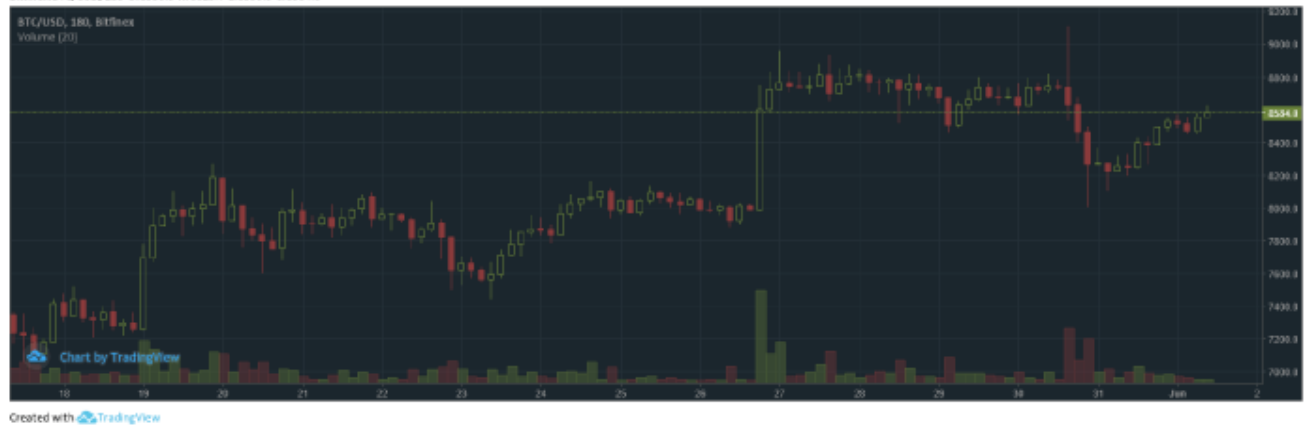 BTC/USD, 180, Bitfinex
Volume (20)
9200.0
9000.0
8800.0
8584.0
8400.0
8200.0
8000.0
7800.0
7600.0
7400.0
7200.0
7000.0
Chart by TradingView
18 19 20 21 22 23 24 25 26 27 28 29 30 31 Jun 2
Created with TradingView